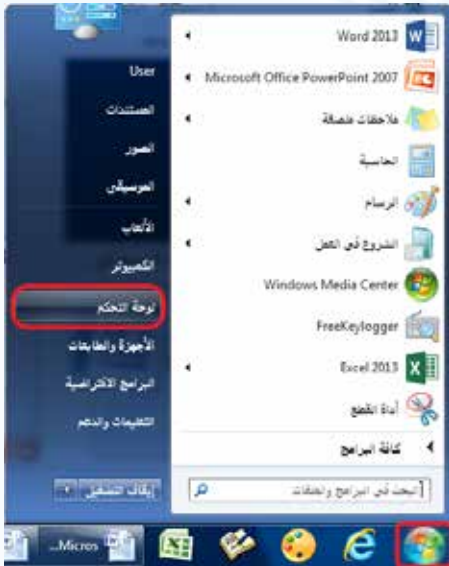 Word 2013
Microsoft Office PowerPoint 2007
ملاحظات ملصقة
الحاسبة
الرسام
الشروع في العمل
Windows Media Center
FreeKeylogger
Excel 2013
أداة القطع
كافة البرامج
البحث في البرامج والملفات
User
المستندات
الصور
الموسيقى
الألعاب
الكمبيوتر
لوحة التحكم
الأجهزة والطابعات
البرامج الافتراضية
التعليمات والدعم
إيقاف التشغيل
...Micros